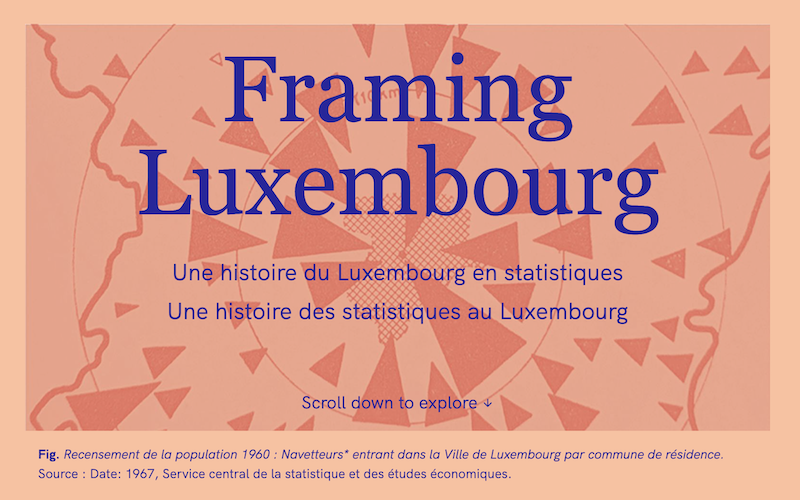 Framing
Luxembourg
Une histoire du Luxembourg en statistiques
Une histoire des statistiques au Luxembourg
Scroll down to explore ↓
Fig. Recensement de la population 1960 : Navetteurs* entrant dans la Ville de Luxembourg par commune de résidence.
Source : Date: 1967, Service central de la statistique et des études économiques.